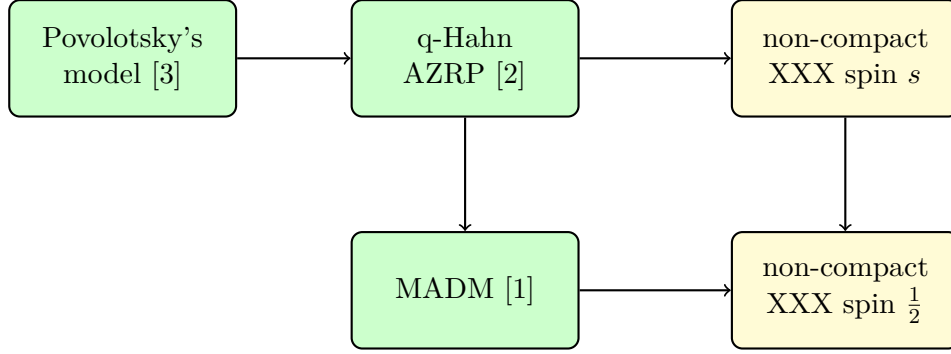 Povolotsky's
model [3]
q-Hahn
AZRP [2]
non-compact
XXX spin s
MADM [1]
non-compact
XXX spin 1/2